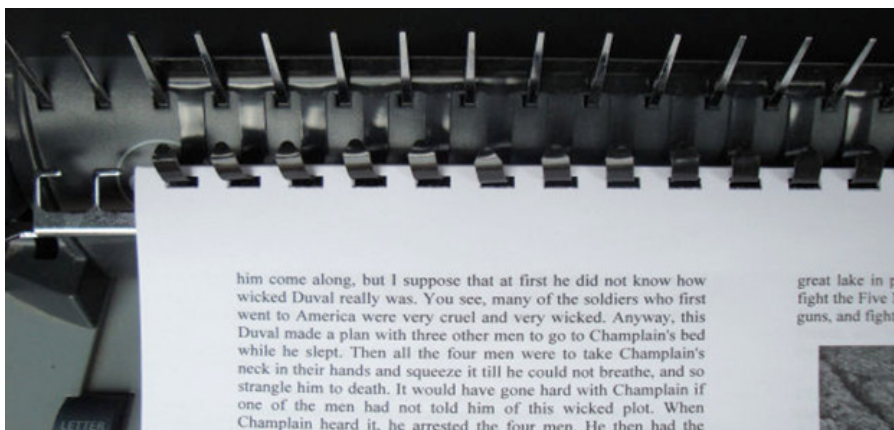 him come along, but I suppose that at first he did not know how
wicked Duval really was. You see, many of the soldiers who first
went to America were very cruel and very wicked. Anyway, this
Duval made a plan with three other men to go to Champlain's bed
while he slept. Then all the four men were to take Champlain's
neck in their hands and squeeze it till he could not breathe, and so
strangle him to death. It would have gone hard with Champlain if
one of the men had not told him of this wicked plot. When
Champlain heard it, he arrested the four men. He then had the
great lake in
fight the Five
guns, and fight
LETTER